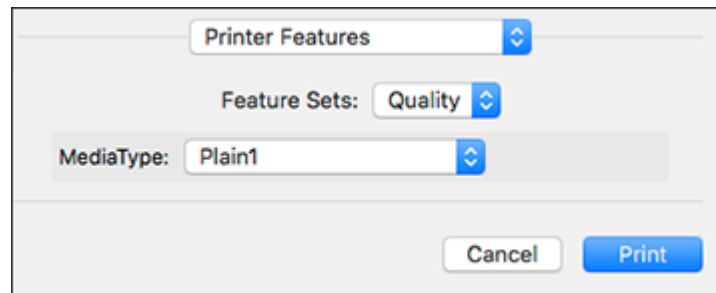 Printer Features
Feature Sets: Quality
MediaType: Plain1
Cancel Print